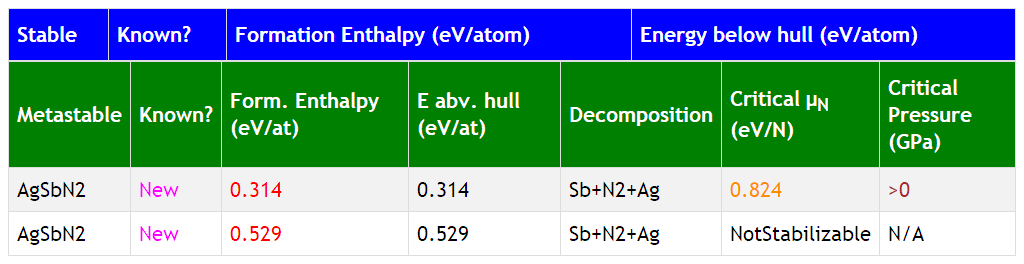 Stable Known? Formation Enthalpy (eV/atom) Energy below hull (eV/atom)
Metastable Known? Form. Enthalpy (eV/at) E abv. hull (eV/at) Decomposition Critical μN (eV/N) Critical Pressure (GPa)
AgSbN2 New 0.314 0.314 Sb+N2+Ag 0.824 >0
AgSbN2 New 0.529 0.529 Sb+N2+Ag NotStabilizable N/A